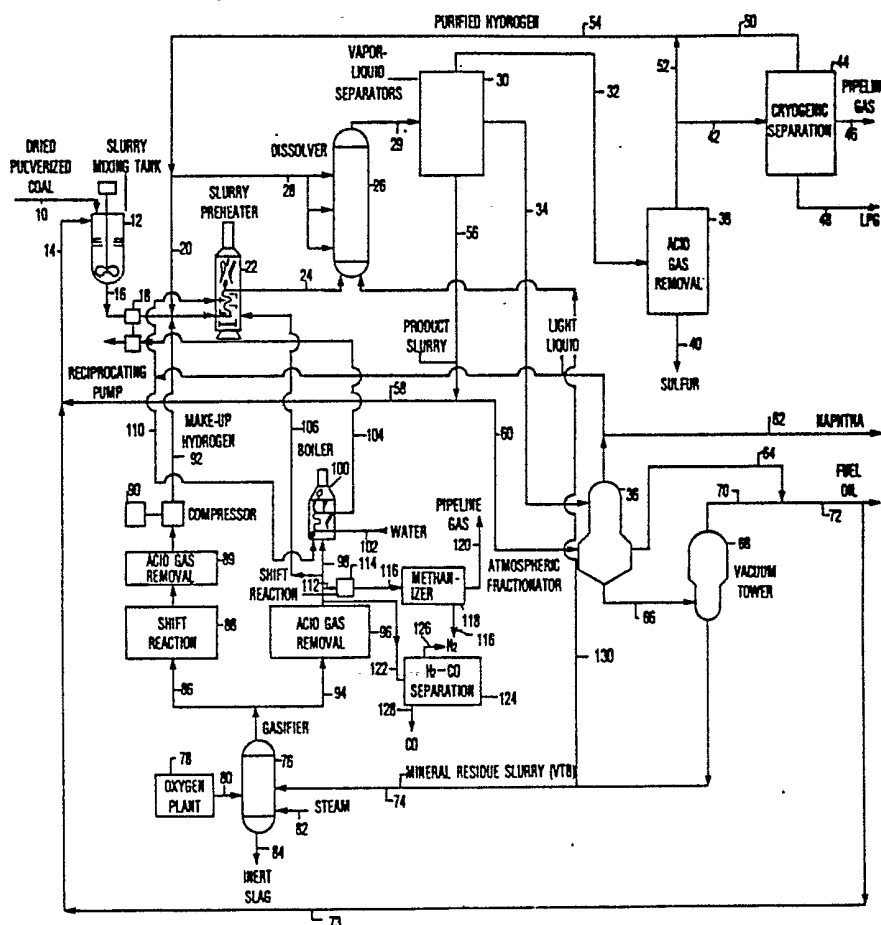 PURIFIED HYDROGEN
54
50
VAPOR-
LIQUID
SEPARATORS
30
32
52
44
PIPELINE
GAS
CRYOGENIC
SEPARATION
42
46
48
LPG
DRIED
PULVERIZED
COAL
10
SLURRY
MIXING TANK
12
14
16
18
20
SLURRY
PREHEATER
22
24
DISSOLVER
26
28
29
34
56
38
ACID
GAS
REMOVAL
40
SULFUR
PRODUCT
SLURRY
LIGHT
LIQUID
RECIPROCATING
PUMP
58
60
62
NAPHTNA
64
110
MAKE-UP
HYDROGEN
92
106
104
BOILER
100
WATER
102
90
COMPRESSOR
36
70
FUEL
OIL
72
68
VACUUM
TOWER
66
ATMOSPHERIC
FRACTIONATOR
PIPELINE
GAS
120
89
ACID GAS
REMOVAL
98
114
SHIFT
REACTION
112
116
METHAN-
IZER
118
116
SHIFT
REACTION
88
ACID GAS
REMOVAL
96
126
N₂
122
H₂-CO
SEPARATION
124
130
128
CO
86
94
GASIFIER
76
78
OXYGEN
PLANT
80
MINERAL RESIDUE SLURRY (VTB)
74
STEAM
82
84
INERT
SLAG
73